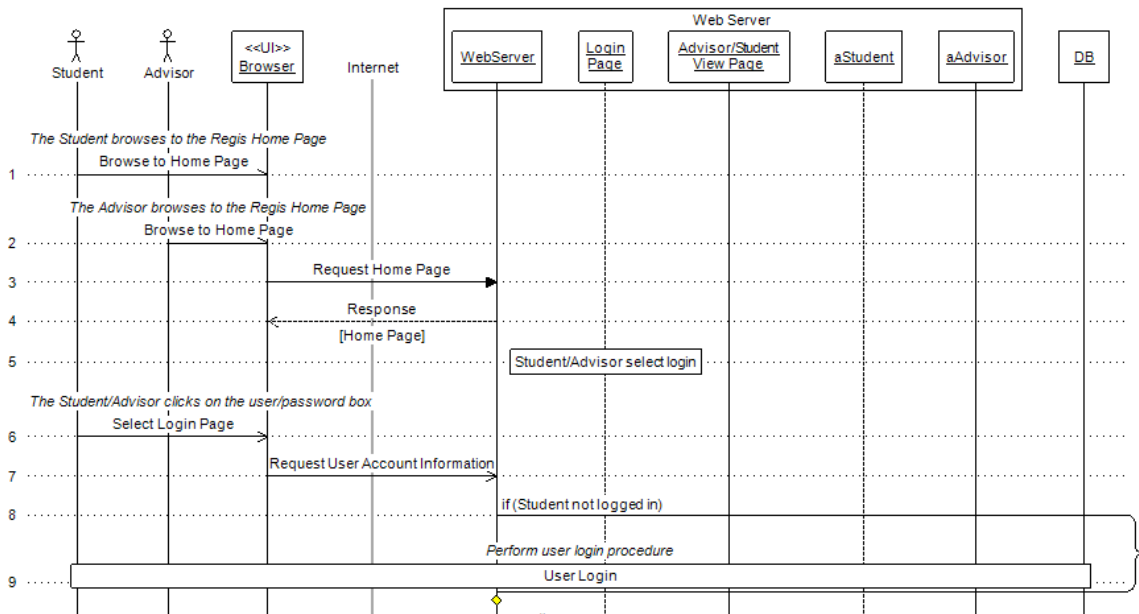 Web Server
<<UI>>
Browser
Student
Advisor
Internet
WebServer
Login
Page
Advisor/Student
View Page
aStudent
aAdvisor
DB
The Student browses to the Regis Home Page
Browse to Home Page
1
The Advisor browses to the Regis Home Page
Browse to Home Page
2
Request Home Page
3
Response
4
[Home Page]
5
Student/Advisor select login
The Student/Advisor clicks on the user/password box
Select Login Page
6
Request User Account Information
7
if (Student not logged in)
8
Perform user login procedure
User Login
9